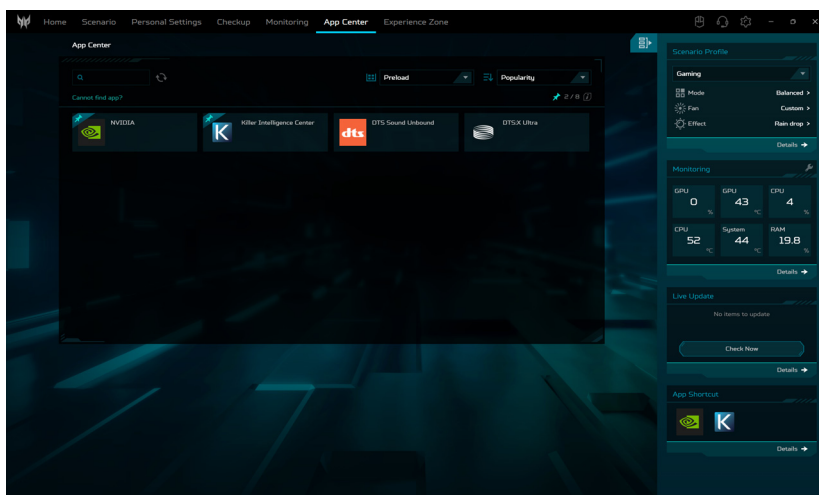 Home Scenario Personal Settings Checkup Monitoring App Center Experience Zone
App Center
Preload
Popularity
Cannot find app?
2 / 8
NVIDIA
Killer Intelligence Center
dts
DTS Sound Unbound
DTS:X Ultra
K
Scenario Profile
Gaming
Mode Balanced >
Fan Custom >
Effect Rain drop >
Details
Monitoring
GPU GPU CPU
0 43 4
% °C %
CPU System RAM
52 44 19.8
°C °C %
Details
Live Update
No items to update
Check Now
Details
App Shortcut
K
Details